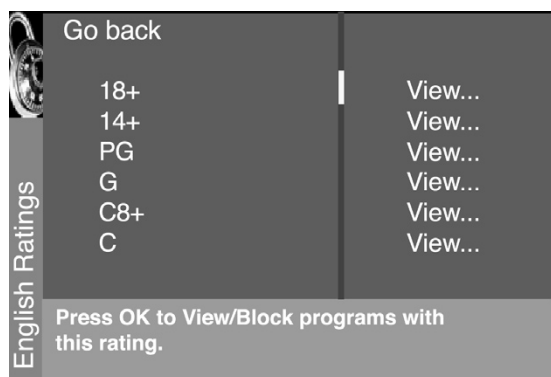 Go back
18+ View...
14+ View...
PG View...
G View...
C8+ View...
C View...
English Ratings
Press OK to View/Block programs with
this rating.